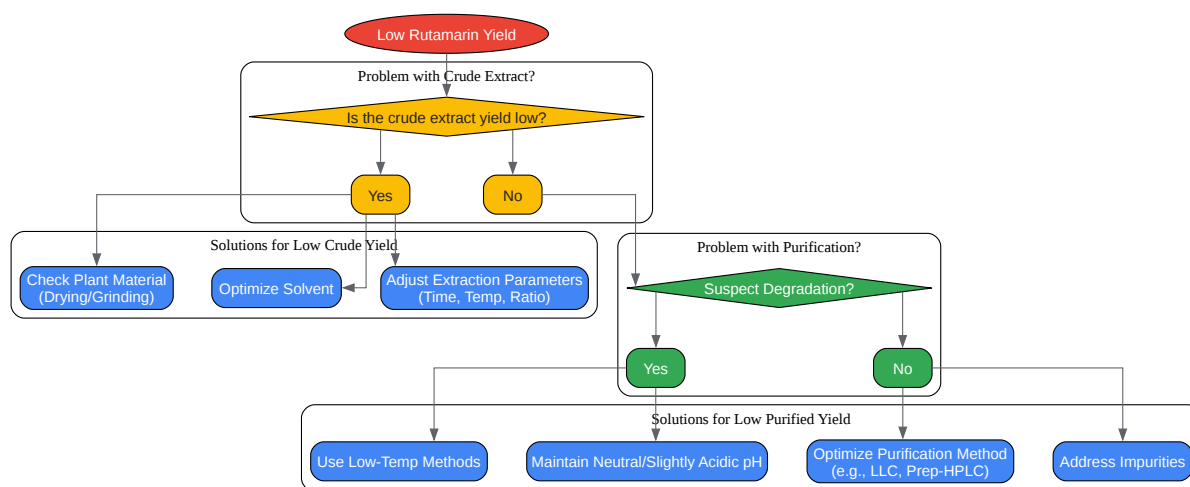 Low Rutamarin Yield
Problem with Crude Extract?
Is the crude extract yield low?
Yes
No
Solutions for Low Crude Yield
Check Plant Material
(Drying/Grinding)
Optimize Solvent
Adjust Extraction Parameters
(Time, Temp, Ratio)
Problem with Purification?
Suspect Degradation?
Yes
No
Solutions for Low Purified Yield
Use Low-Temp Methods
Maintain Neutral/Slightly Acidic pH
Optimize Purification Method
(e.g., LLC, Prep-HPLC)
Address Impurities